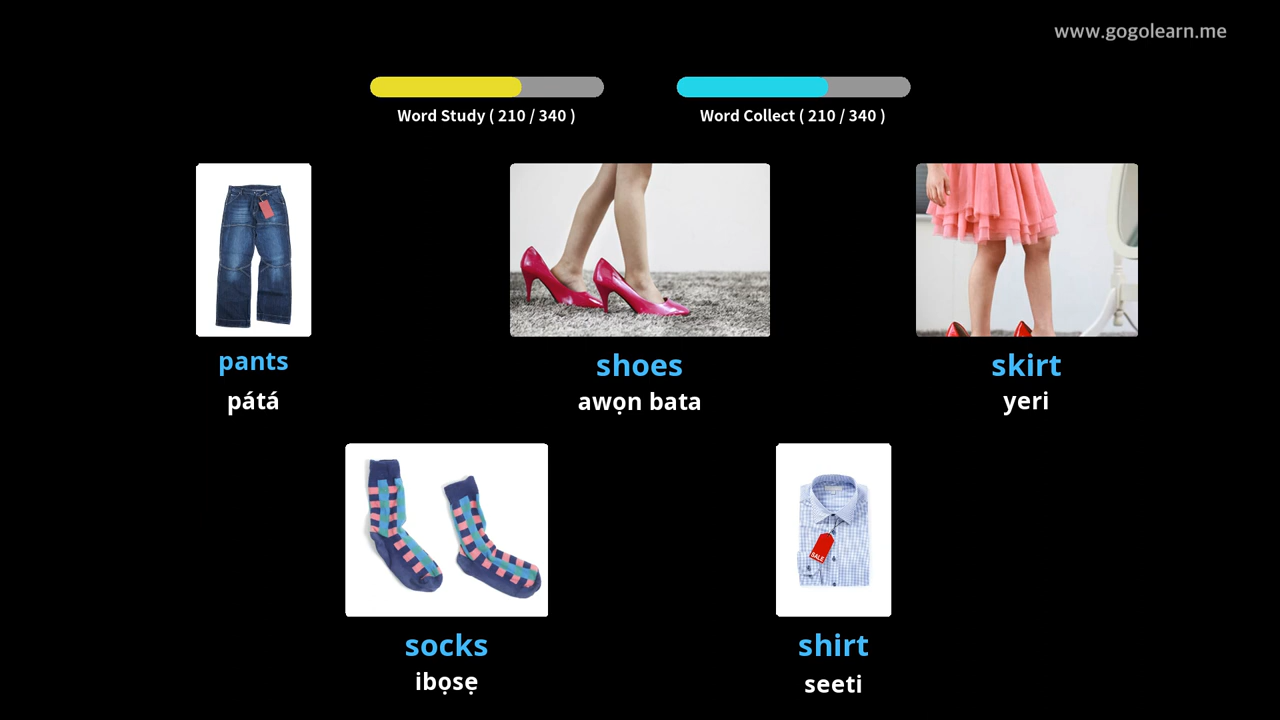 www.gogolearn.me
Word Study ( 210 / 340 )
Word Collect ( 210 / 340 )
pants
pátá
shoes
awọn bata
skirt
yeri
socks
ibọsẹ
SALE
shirt
seeti